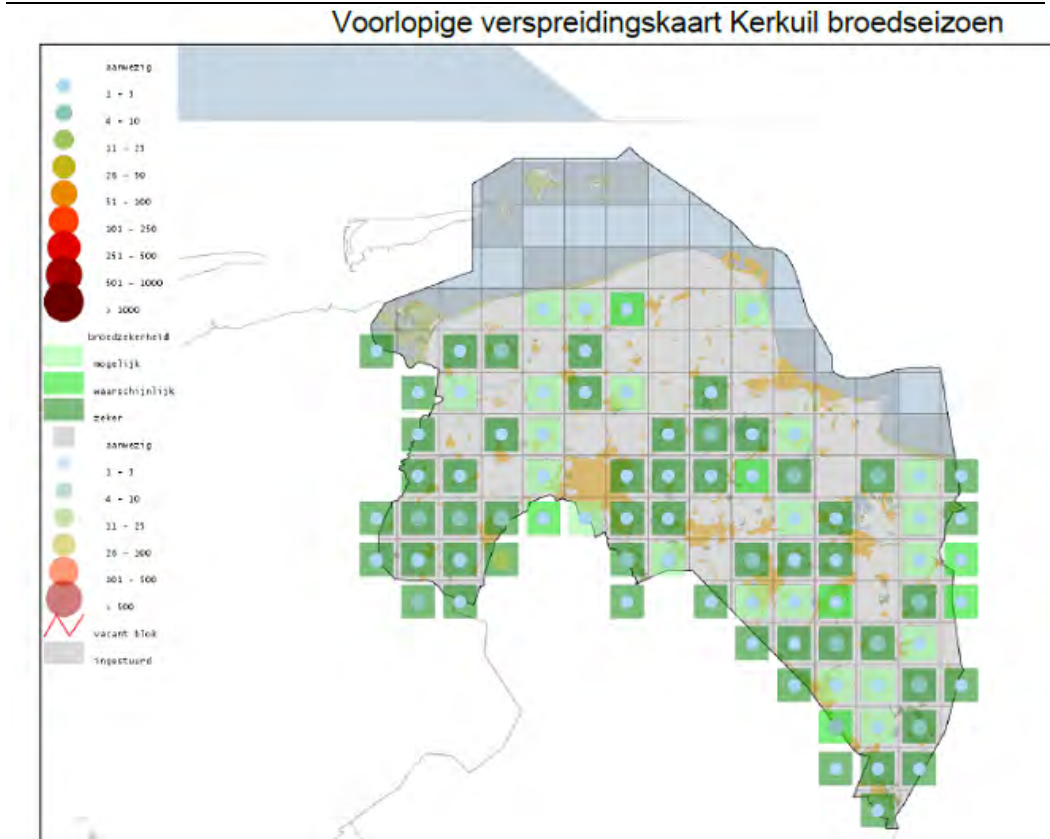 Voorlopige verspreidingskaart Kerkuil broedseizoen
aanwezig
1 - 3
4 - 10
11 - 25
26 - 50
51 - 100
101 - 250
251 - 500
501 - 1000
> 1000
broedzekerheid
mogelijk
waarschijnlijk
zeker
aanwezig
1 - 3
4 - 10
11 - 25
26 - 100
101 - 500
> 500
vacant blok
ingestuurd